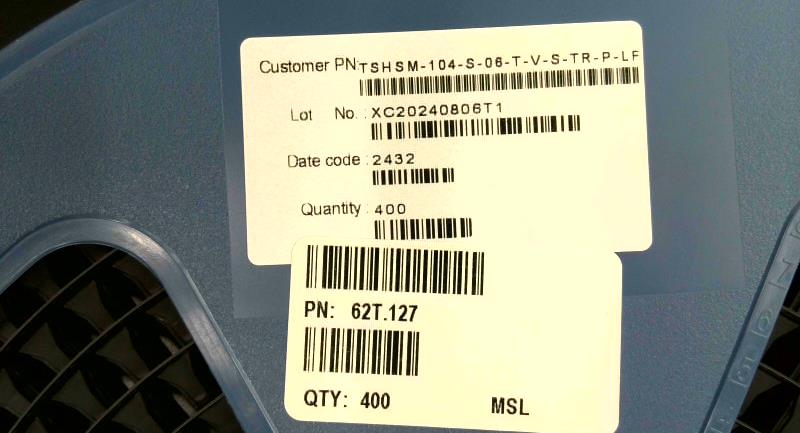 Customer PN: TSHSM-104-S-06-T-V-S-TR-P-LF
Lot No. : XC20240806T1
Date code : 2432
Quantity : 400
PN: 62T.127
QTY: 400 MSL